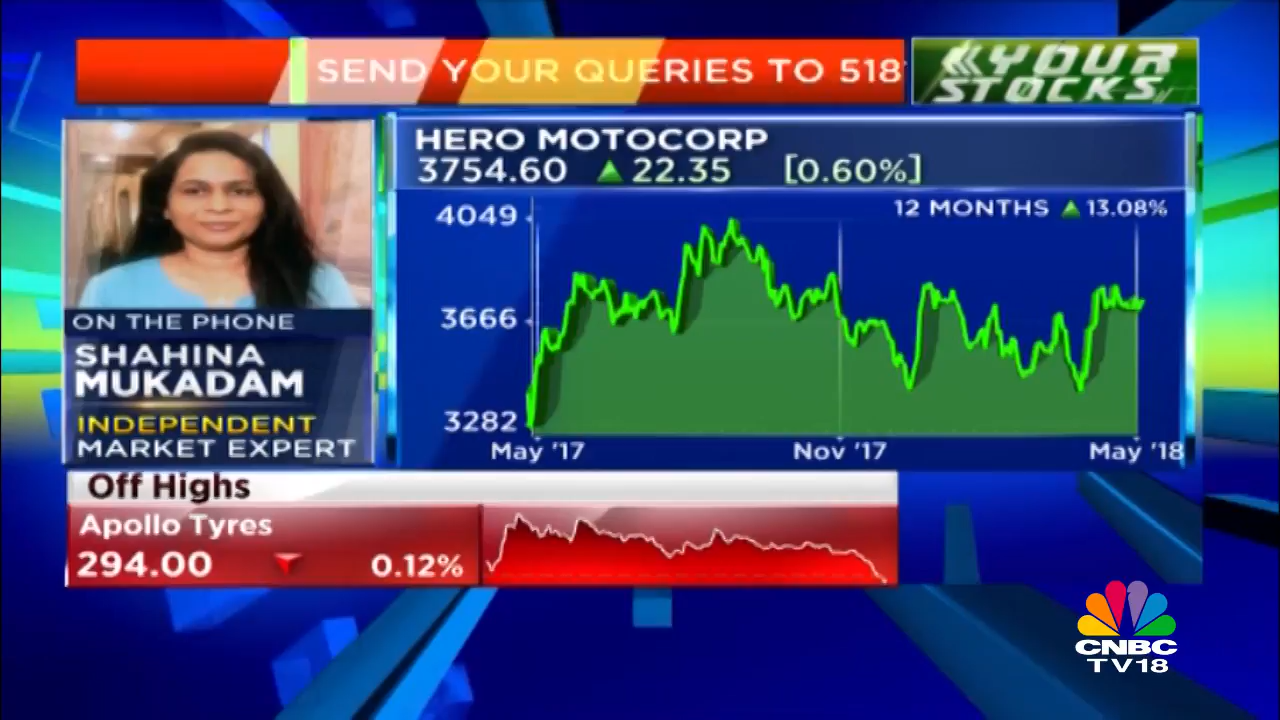 SEND YOUR QUERIES TO 518
YOUR
STOCKS
HERO MOTOCORP
3754.60 ▲ 22.35 [0.60%]
12 MONTHS ▲ 13.08%
4049
3666
3282
May '17 Nov '17 May '18
ON THE PHONE
SHAHINA
MUKADAM
INDEPENDENT
MARKET EXPERT
Off Highs
Apollo Tyres
294.00 ▼ 0.12%
CNBC
TV18